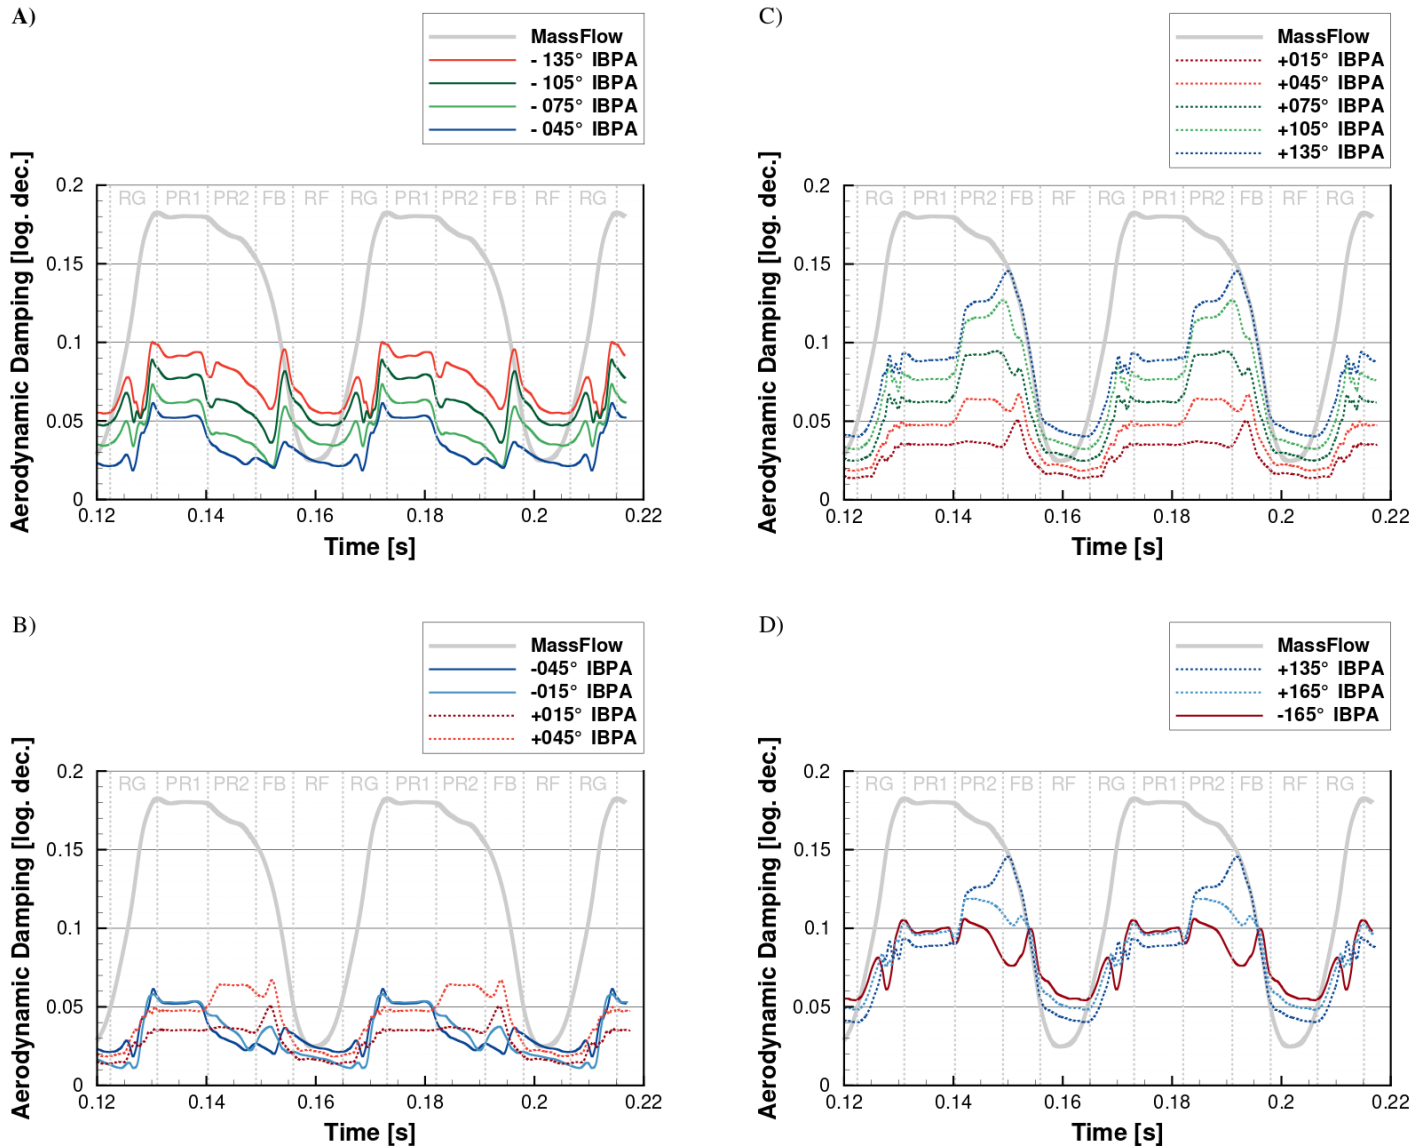 A)
MassFlow
- 135° IBPA
- 105° IBPA
- 075° IBPA
- 045° IBPA
Aerodynamic Damping [log. dec.]
0.2
0.15
0.1
0.05
0
RG PR1 PR2 FB RF RG PR1 PR2 FB RF RG
0.12 0.14 0.16 0.18 0.2 0.22
Time [s]
C)
MassFlow
+015° IBPA
+045° IBPA
+075° IBPA
+105° IBPA
+135° IBPA
Aerodynamic Damping [log. dec.]
0.2
0.15
0.1
0.05
0
RG PR1 PR2 FB RF RG PR1 PR2 FB RF RG
0.12 0.14 0.16 0.18 0.2 0.22
Time [s]
B)
MassFlow
-045° IBPA
-015° IBPA
+015° IBPA
+045° IBPA
Aerodynamic Damping [log. dec.]
0.2
0.15
0.1
0.05
0
RG PR1 PR2 FB RF RG PR1 PR2 FB RF RG
0.12 0.14 0.16 0.18 0.2 0.22
Time [s]
D)
MassFlow
+135° IBPA
+165° IBPA
-165° IBPA
Aerodynamic Damping [log. dec.]
0.2
0.15
0.1
0.05
0
RG PR1 PR2 FB RF RG PR1 PR2 FB RF RG
0.12 0.14 0.16 0.18 0.2 0.22
Time [s]